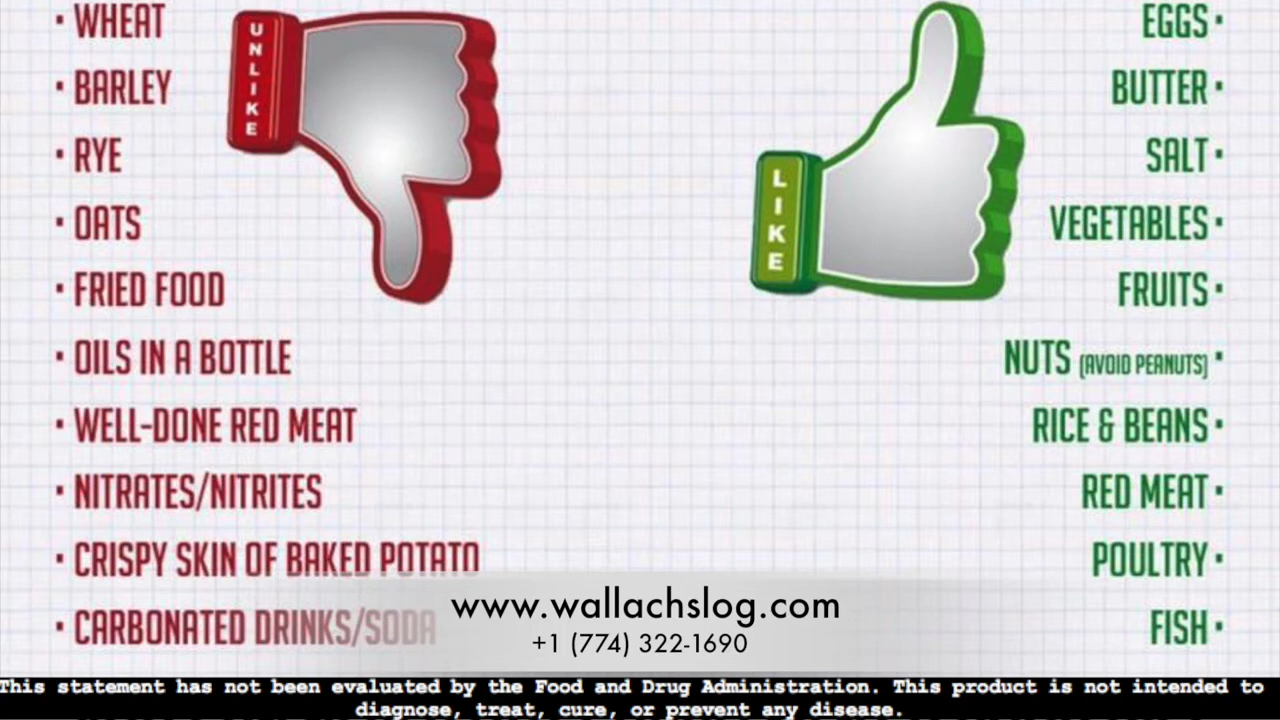 · WHEAT
· BARLEY
· RYE
· OATS
· FRIED FOOD
· OILS IN A BOTTLE
· WELL-DONE RED MEAT
· NITRATES/NITRITES
· CRISPY SKIN OF BAKED POTATO
· CARBONATED DRINKS/SODA
UNLIKE
LIKE
EGGS ·
BUTTER ·
SALT ·
VEGETABLES ·
FRUITS ·
NUTS (AVOID PEANUTS) ·
RICE & BEANS ·
RED MEAT ·
POULTRY ·
FISH ·
www.wallachslog.com
+1 (774) 322-1690
This statement has not been evaluated by the Food and Drug Administration. This product is not intended to
diagnose, treat, cure, or prevent any disease.